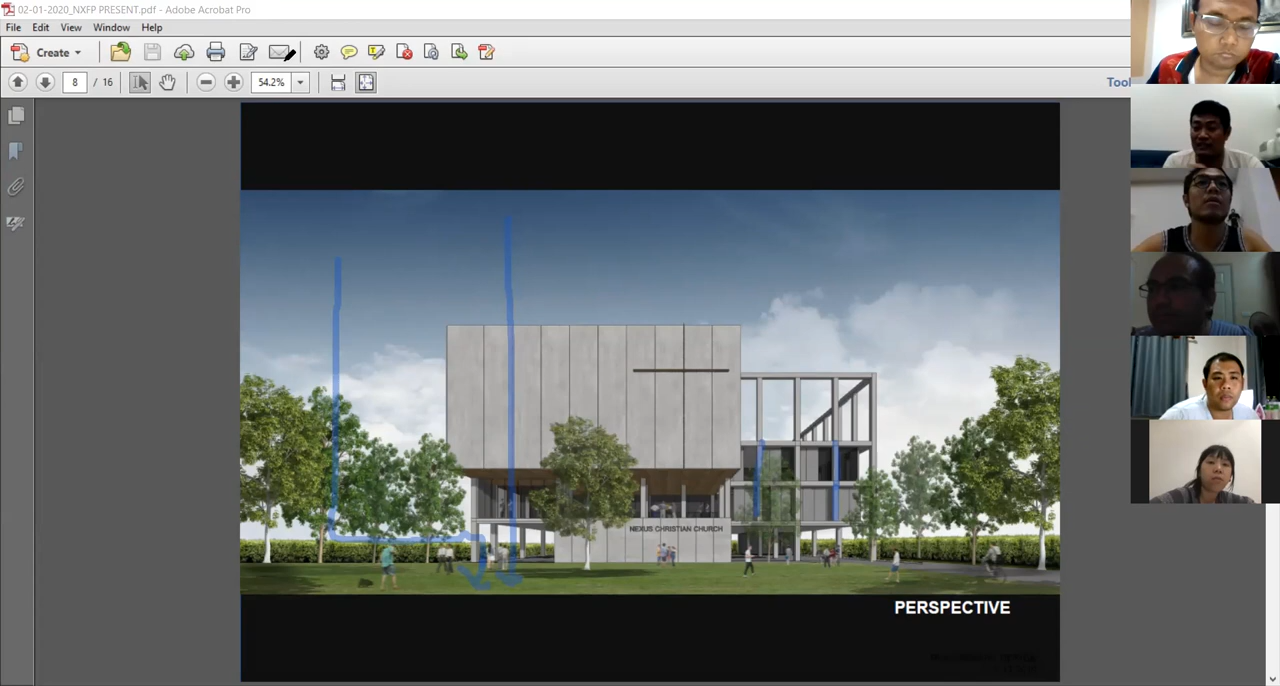 02-01-2020_NXFP PRESENT.pdf - Adobe Acrobat Pro
File Edit View Window Help
Create
8 / 16
54.2%
NEXUS CHRISTIAN CHURCH
PERSPECTIVE